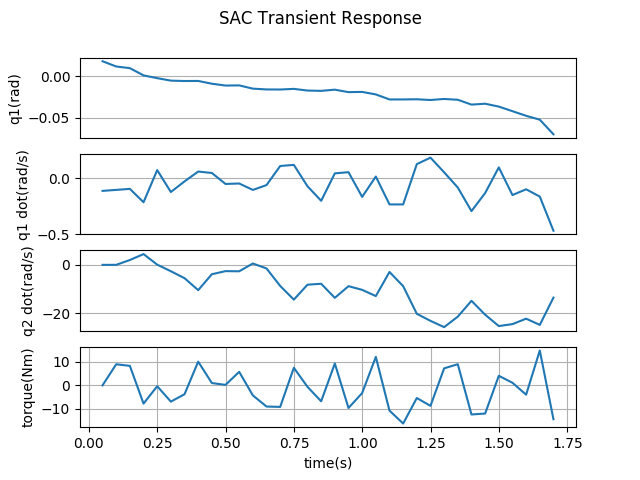 SAC Transient Response
q1(rad)
0.00
−0.05
q1 dot(rad/s)
0.0
−0.5
q2 dot(rad/s)
0
−20
torque(Nm)
10
0
−10
0.00 0.25 0.50 0.75 1.00 1.25 1.50 1.75
time(s)